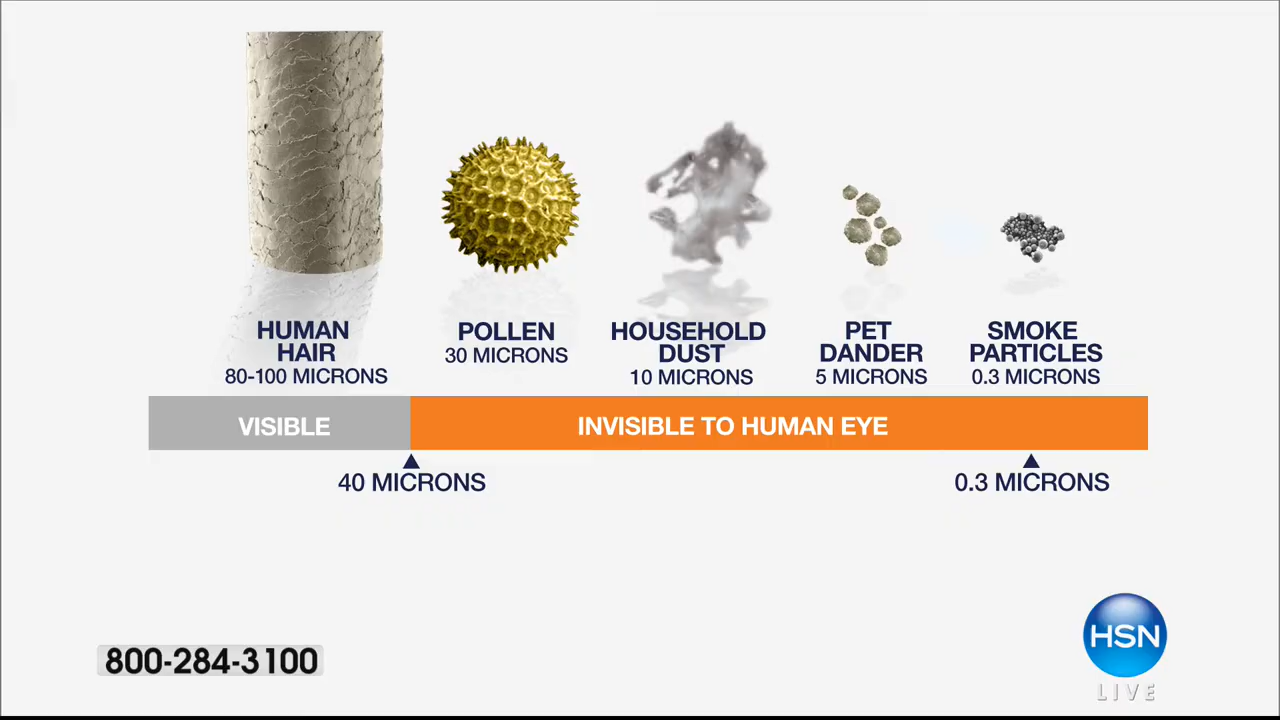 HUMAN
HAIR
80-100 MICRONS
POLLEN
30 MICRONS
HOUSEHOLD
DUST
10 MICRONS
PET
DANDER
5 MICRONS
SMOKE
PARTICLES
0.3 MICRONS
VISIBLE
INVISIBLE TO HUMAN EYE
40 MICRONS
0.3 MICRONS
800-284-3100
HSN
LIVE